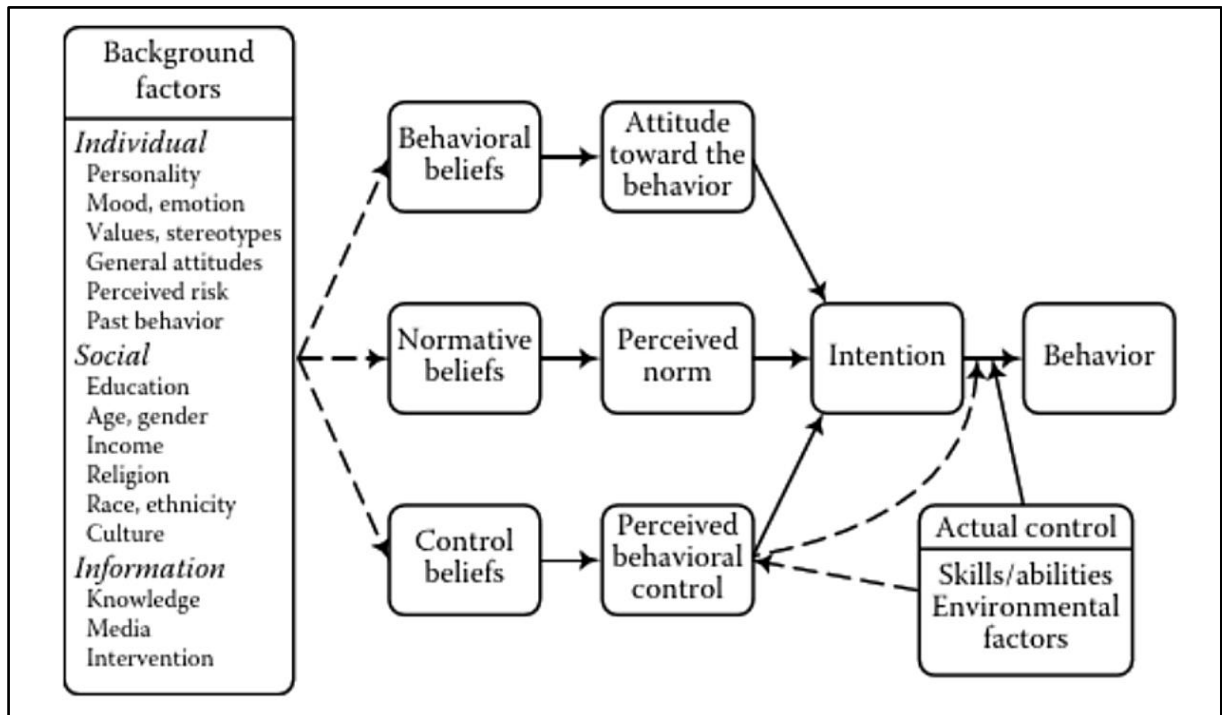 Background
factors
Individual
Personality
Mood, emotion
Values, stereotypes
General attitudes
Perceived risk
Past behavior
Social
Education
Age, gender
Income
Religion
Race, ethnicity
Culture
Information
Knowledge
Media
Intervention
Behavioral
beliefs
Attitude
toward the
behavior
Normative
beliefs
Perceived
norm
Intention
Behavior
Control
beliefs
Perceived
behavioral
control
Actual control
Skills/abilities
Environmental
factors